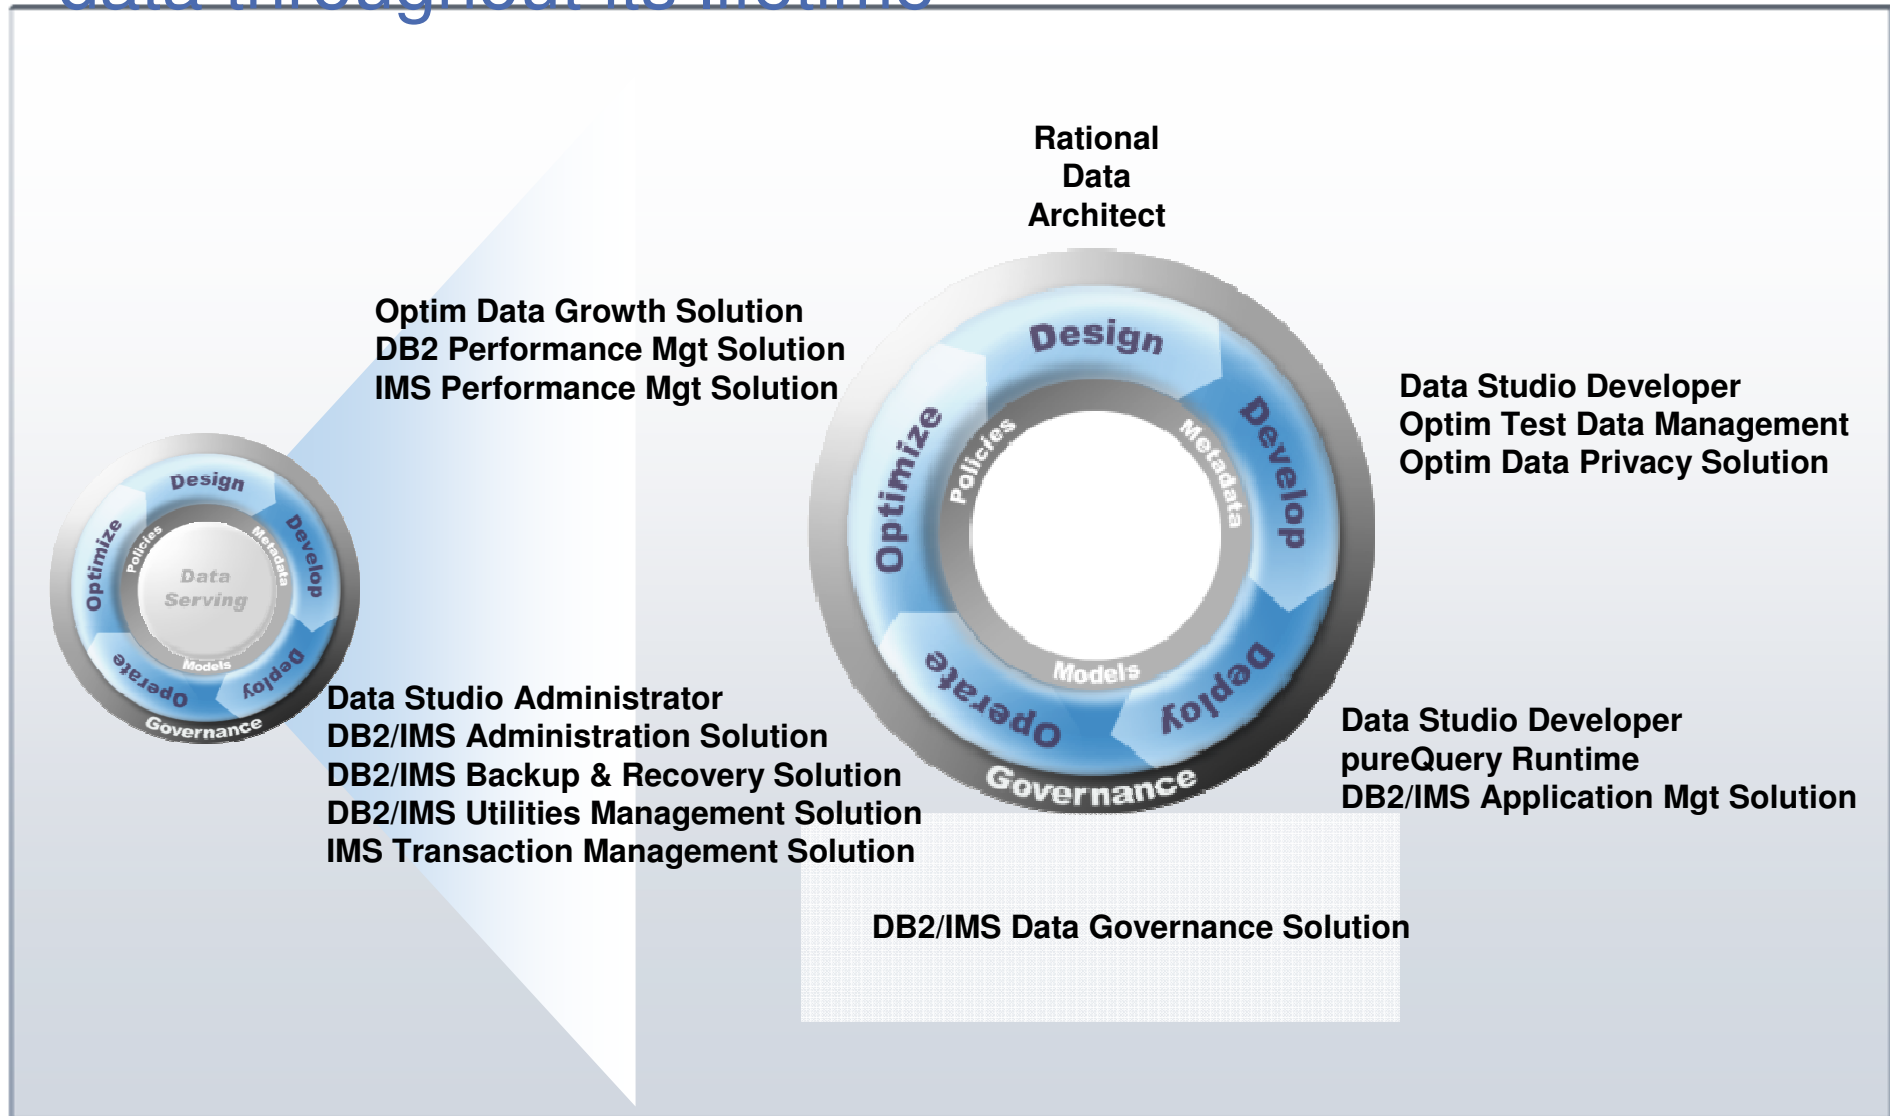 data throughout its lifetime
Rational
Data
Architect
Optim Data Growth Solution
DB2 Performance Mgt Solution
IMS Performance Mgt Solution
Design
Develop
Deploy
Operate
Optimize
Policies
Metadata
Models
Governance
Data Studio Developer
Optim Test Data Management
Optim Data Privacy Solution
Design
Develop
Deploy
Operate
Optimize
Policies
Metadata
Models
Data
Serving
Governance
Data Studio Administrator
DB2/IMS Administration Solution
DB2/IMS Backup & Recovery Solution
DB2/IMS Utilities Management Solution
IMS Transaction Management Solution
Data Studio Developer
pureQuery Runtime
DB2/IMS Application Mgt Solution
DB2/IMS Data Governance Solution